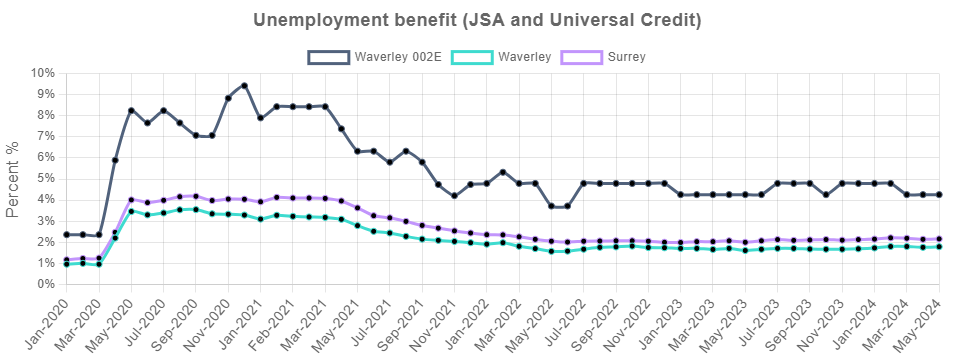 Unemployment benefit (JSA and Universal Credit)
Waverley 002E Waverley Surrey
10%
9%
8%
7%
6%
5%
4%
3%
2%
1%
0%
Percent %
Jan-2020 Mar-2020 May-2020 Jul-2020 Sep-2020 Nov-2020 Jan-2021 Feb-2021 Mar-2021 May-2021 Jul-2021 Sep-2021 Nov-2021 Jan-2022 Mar-2022 May-2022 Jul-2022 Sep-2022 Nov-2022 Jan-2023 Mar-2023 May-2023 Jul-2023 Sep-2023 Nov-2023 Jan-2024 Mar-2024 May-2024